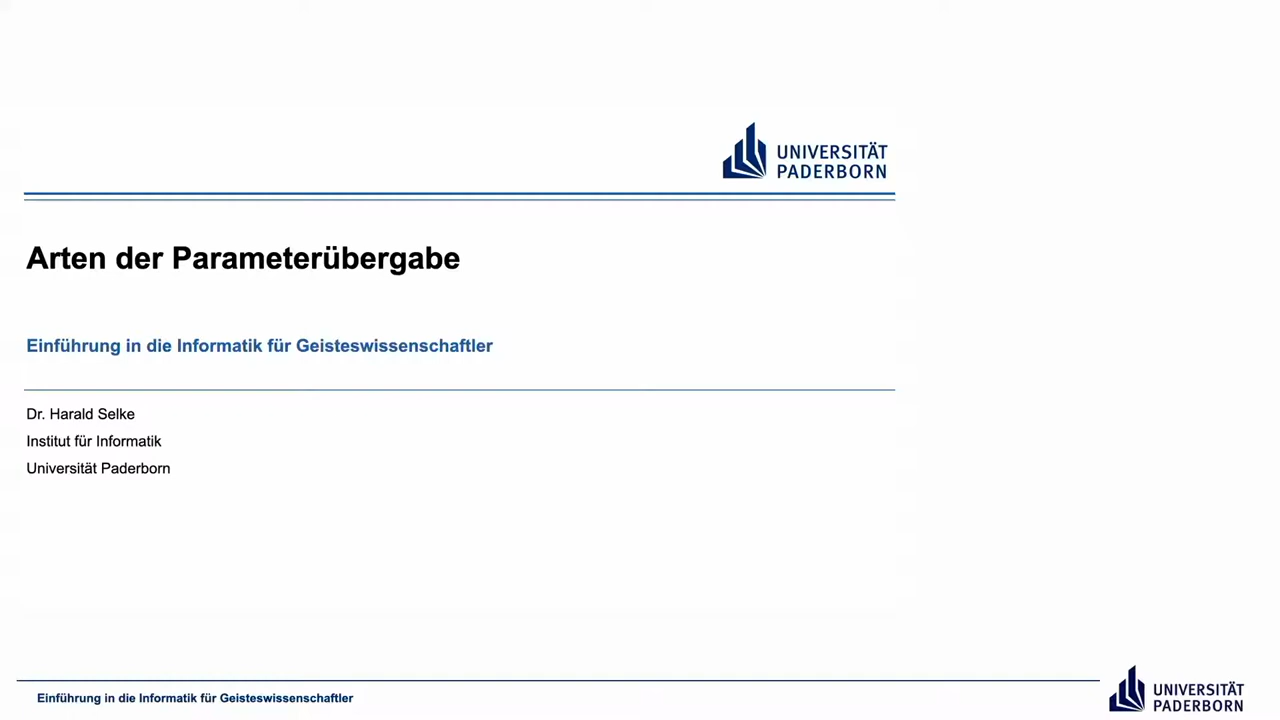 UNIVERSITÄT
PADERBORN
Arten der Parameterübergabe
Einführung in die Informatik für Geisteswissenschaftler
Dr. Harald Selke
Institut für Informatik
Universität Paderborn
Einführung in die Informatik für Geisteswissenschaftler
UNIVERSITÄT
PADERBORN